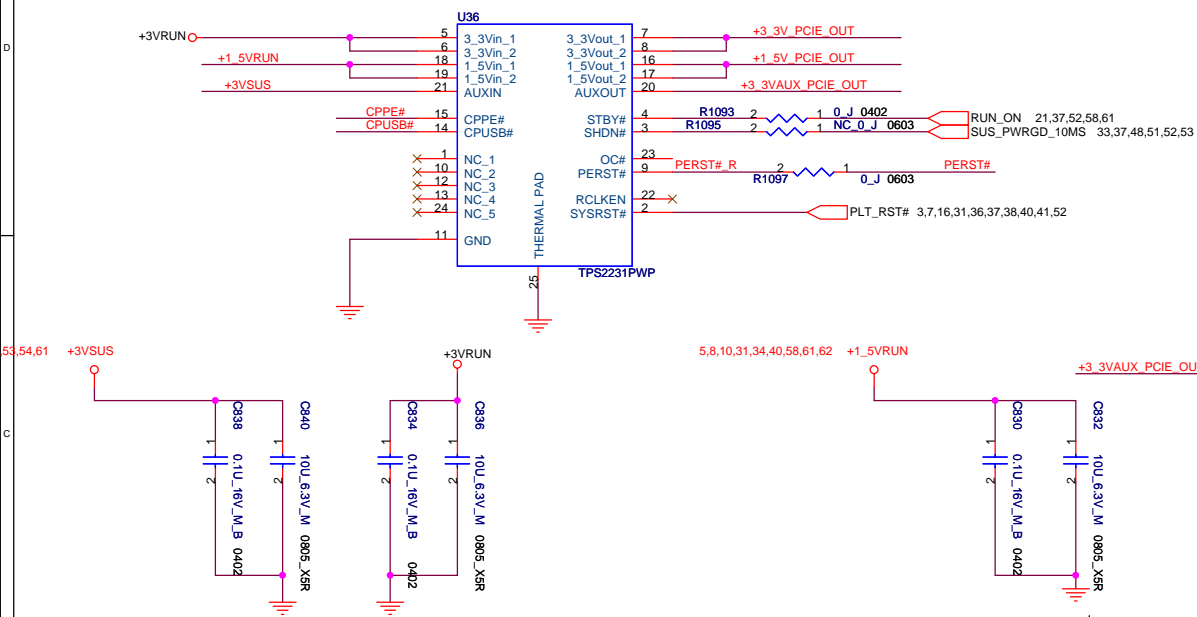 D
U36
+3VRUN
5
3_3Vin_1
3_3Vout_1
7
+3_3V_PCIE_OUT
6
3_3Vin_2
3_3Vout_2
8
+1_5VRUN
18
1_5Vin_1
1_5Vout_1
16
+1_5V_PCIE_OUT
19
1_5Vin_2
1_5Vout_2
17
+3VSUS
21
AUXIN
AUXOUT
20
+3_3VAUX_PCIE_OUT
CPPE#
15
CPPE#
STBY#
4
R1093
2
1
0_J 0402
RUN_ON 21,37,52,58,61
CPUSB#
14
CPUSB#
SHDN#
3
R1095
2
1
NC_0_J 0603
SUS_PWRGD_10MS 33,37,48,51,52,53
1
NC_1
OC#
23
10
NC_2
PERST#
9
PERST#_R
2
1
PERST#
R1097
0_J 0603
12
NC_3
13
NC_4
RCLKEN
22
24
NC_5
SYSRST#
2
PLT_RST# 3,7,16,31,36,37,38,40,41,52
11
GND
THERMAL PAD
25
TPS2231PWP
,53,54,61 +3VSUS
+3VRUN
5,8,10,31,34,40,58,61,62 +1_5VRUN
+3_3VAUX_PCIE_OU
C
C838
1
2
0.1U_16V_M_B 0402
C840
1
2
10U_6.3V_M 0805_X5R
C834
1
2
0.1U_16V_M_B 0402
C836
1
2
10U_6.3V_M 0805_X5R
C830
1
2
0.1U_16V_M_B 0402
C832
1
2
10U_6.3V_M 0805_X5R